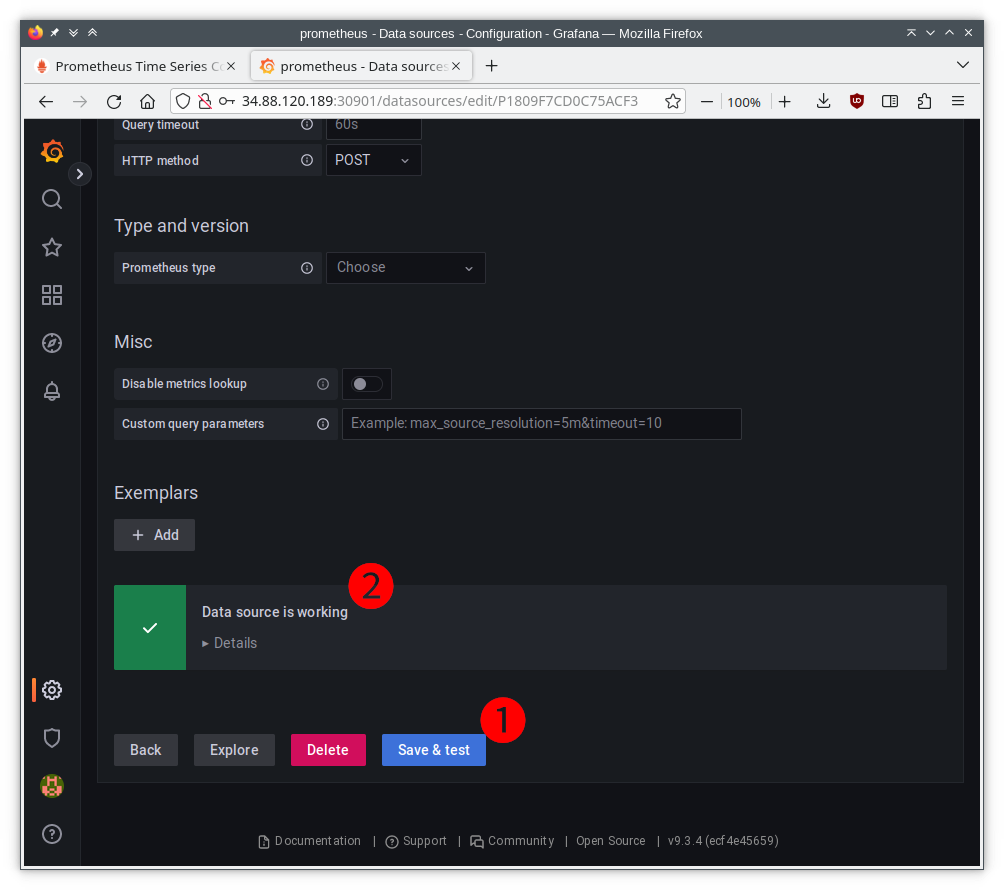 prometheus - Data sources - Configuration - Grafana — Mozilla Firefox
Prometheus Time Series
prometheus - Data sources
34.88.120.189:30901/datasources/edit/P1809F7CD0C75ACF3
100%
Query timeout
60s
HTTP method
POST
Type and version
Prometheus type
Choose
Misc
Disable metrics lookup
Custom query parameters
Example: max_source_resolution=5m&timeout=10
Exemplars
+ Add
2
Data source is working
Details
1
Back
Explore
Delete
Save & test
Documentation | Support | Community | Open Source | v9.3.4 (ecf4e45659)